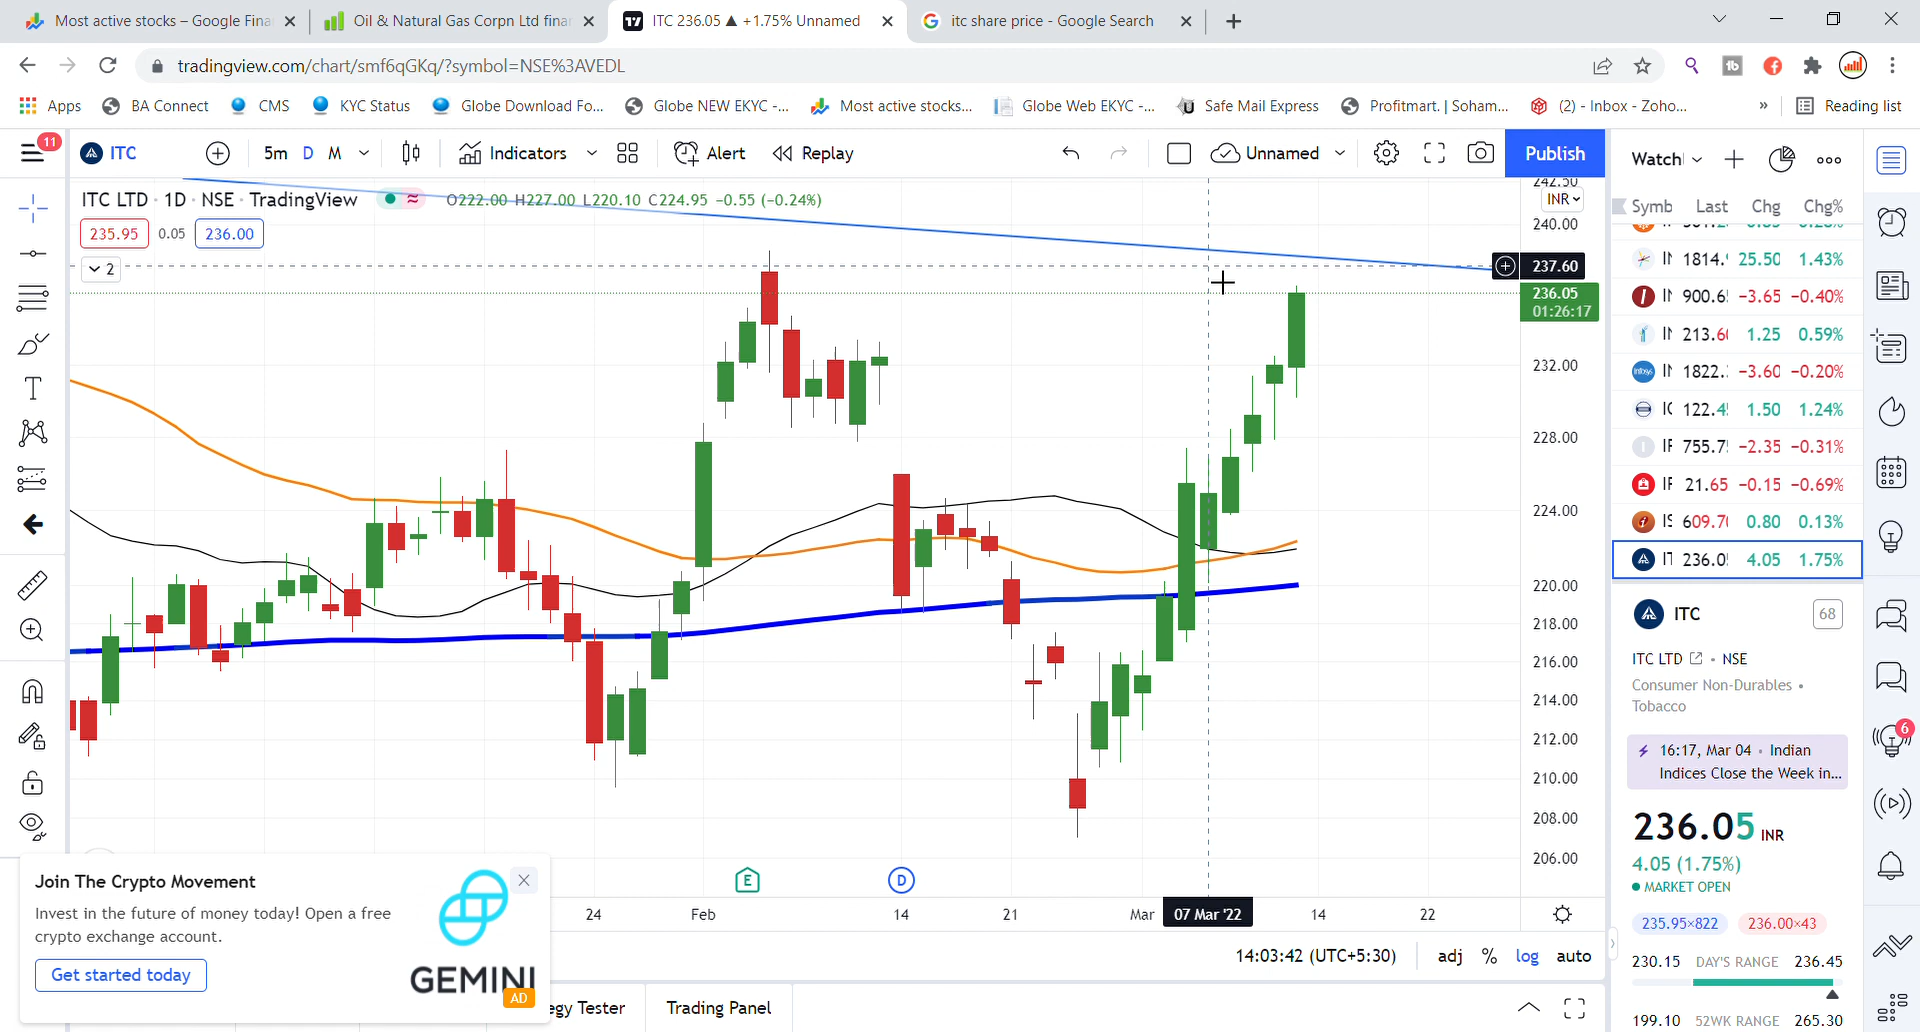 Most active stocks – Google Fina
Oil & Natural Gas Corpn Ltd finan
ITC 236.05 ▲ +1.75% Unnamed
itc share price - Google Search
tradingview.com/chart/smf6qGKq/?symbol=NSE%3AVEDL
Apps
BA Connect
CMS
KYC Status
Globe Download Fo...
Globe NEW EKYC -...
Most active stocks...
Globe Web EKYC -...
Safe Mail Express
Profitmart. | Soham...
(2) - Inbox - Zoho...
»
Reading list
11
ITC
5m D M
Indicators
Alert
Replay
Unnamed
Publish
ITC LTD · 1D · NSE · TradingView
O222.00 H227.00 L220.10 C224.95 −0.55 (−0.24%)
235.95 0.05 236.00
2
242.50
INR
240.00
237.60
236.05
01:26:17
232.00
228.00
224.00
220.00
218.00
216.00
214.00
212.00
210.00
208.00
206.00
E
D
24 Feb 14 21 Mar 07 Mar '22 14 22
14:03:42 (UTC+5:30)
adj % log auto
egy Tester
Trading Panel
Join The Crypto Movement
Invest in the future of money today! Open a free
crypto exchange account.
Get started today
GEMINI
AD
Watchl
Symb Last Chg Chg%
1814. 25.50 1.43%
900.6 −3.65 −0.40%
213.60 1.25 0.59%
1822. −3.60 −0.20%
122.4 1.50 1.24%
755.7 −2.35 −0.31%
21.65 −0.15 −0.69%
609.70 0.80 0.13%
236.0 4.05 1.75%
ITC
68
ITC LTD • NSE
Consumer Non-Durables •
Tobacco
16:17, Mar 04 • Indian
Indices Close the Week in...
236.05 INR
4.05 (1.75%)
MARKET OPEN
235.95×822 236.00×43
230.15 DAY'S RANGE 236.45
199.10 52WK RANGE 265.30
6